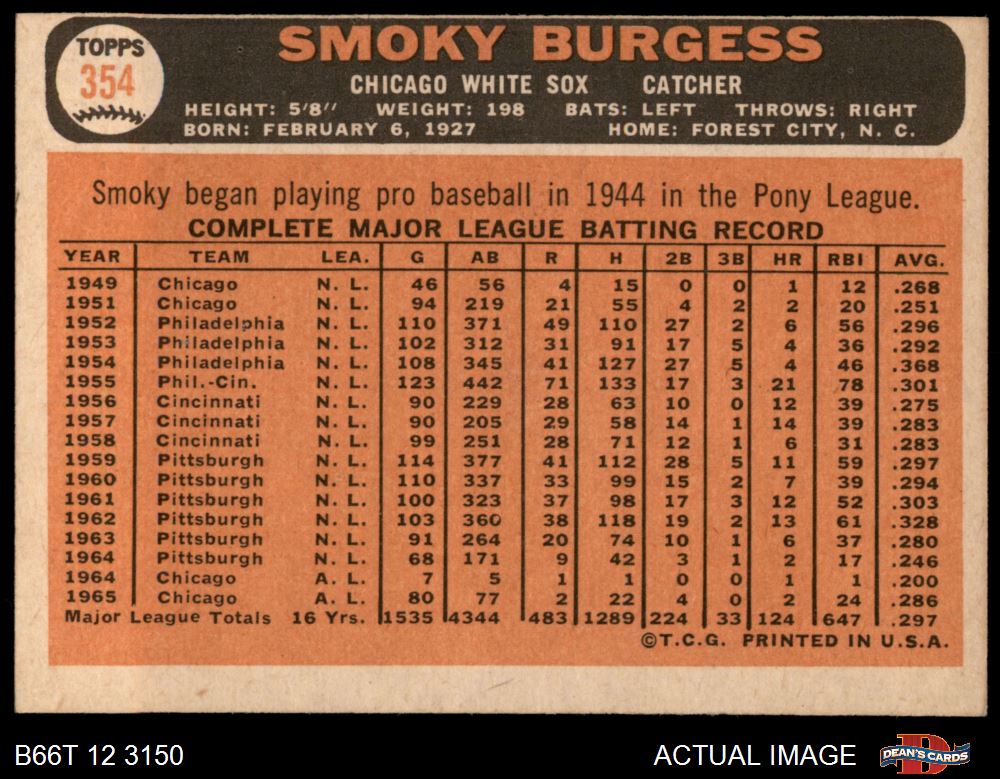 TOPPS
354
SMOKY BURGESS
CHICAGO WHITE SOX CATCHER
HEIGHT: 5'8" WEIGHT: 198 BATS: LEFT THROWS: RIGHT
BORN: FEBRUARY 6, 1927 HOME: FOREST CITY, N. C.
Smoky began playing pro baseball in 1944 in the Pony League.
COMPLETE MAJOR LEAGUE BATTING RECORD
YEAR TEAM LEA. G AB R H 2B 3B HR RBI AVG.
1949 Chicago N. L. 46 56 4 15 0 0 1 12 .268
1951 Chicago N. L. 94 219 21 55 4 2 2 20 .251
1952 Philadelphia N. L. 110 371 49 110 27 2 6 56 .296
1953 Philadelphia N. L. 102 312 31 91 17 5 4 36 .292
1954 Philadelphia N. L. 108 345 41 127 27 5 4 46 .368
1955 Phil.-Cin. N. L. 123 442 71 133 17 3 21 78 .301
1956 Cincinnati N. L. 90 229 28 63 10 0 12 39 .275
1957 Cincinnati N. L. 90 205 29 58 14 1 14 39 .283
1958 Cincinnati N. L. 99 251 28 71 12 1 6 31 .283
1959 Pittsburgh N. L. 114 377 41 112 28 5 11 59 .297
1960 Pittsburgh N. L. 110 337 33 99 15 2 7 39 .294
1961 Pittsburgh N. L. 100 323 37 98 17 3 12 52 .303
1962 Pittsburgh N. L. 103 360 38 118 19 2 13 61 .328
1963 Pittsburgh N. L. 91 264 20 74 10 1 6 37 .280
1964 Pittsburgh N. L. 68 171 9 42 3 1 2 17 .246
1964 Chicago A. L. 7 5 1 1 0 0 1 1 .200
1965 Chicago A. L. 80 77 2 22 4 0 2 24 .286
Major League Totals 16 Yrs. 1535 4344 483 1289 224 33 124 647 .297
©T.C.G. PRINTED IN U.S.A.
B66T 12 3150 ACTUAL IMAGE DEAN'S CARDS